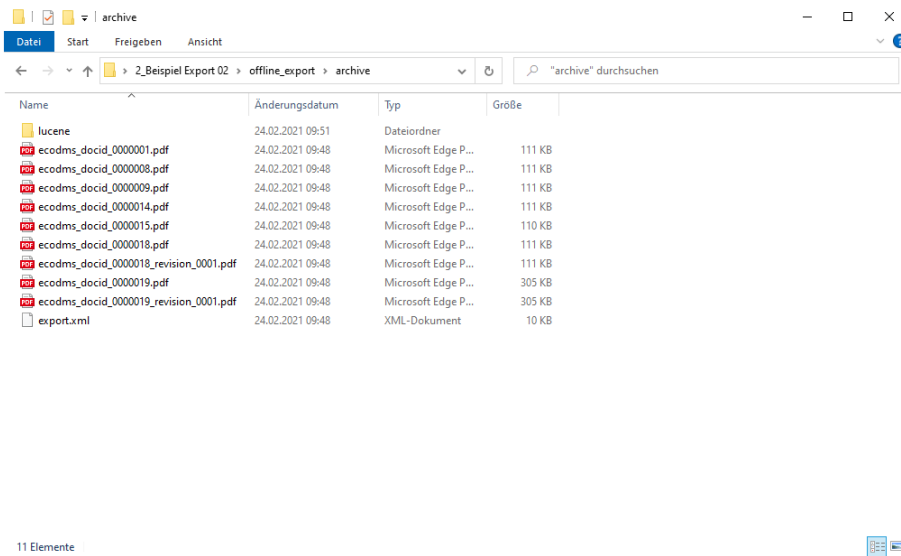 archive
Datei Start Freigeben Ansicht
2_Beispiel Export 02 offline_export archive "archive" durchsuchen
Name Änderungsdatum Typ Größe
lucene 24.02.2021 09:51 Dateiordner
ecodms_docid_0000001.pdf 24.02.2021 09:48 Microsoft Edge P... 111 KB
ecodms_docid_0000008.pdf 24.02.2021 09:48 Microsoft Edge P... 111 KB
ecodms_docid_0000009.pdf 24.02.2021 09:48 Microsoft Edge P... 111 KB
ecodms_docid_0000014.pdf 24.02.2021 09:48 Microsoft Edge P... 111 KB
ecodms_docid_0000015.pdf 24.02.2021 09:48 Microsoft Edge P... 110 KB
ecodms_docid_0000018.pdf 24.02.2021 09:48 Microsoft Edge P... 111 KB
ecodms_docid_0000018_revision_0001.pdf 24.02.2021 09:48 Microsoft Edge P... 111 KB
ecodms_docid_0000019.pdf 24.02.2021 09:48 Microsoft Edge P... 305 KB
ecodms_docid_0000019_revision_0001.pdf 24.02.2021 09:48 Microsoft Edge P... 305 KB
export.xml 24.02.2021 09:48 XML-Dokument 10 KB
11 Elemente